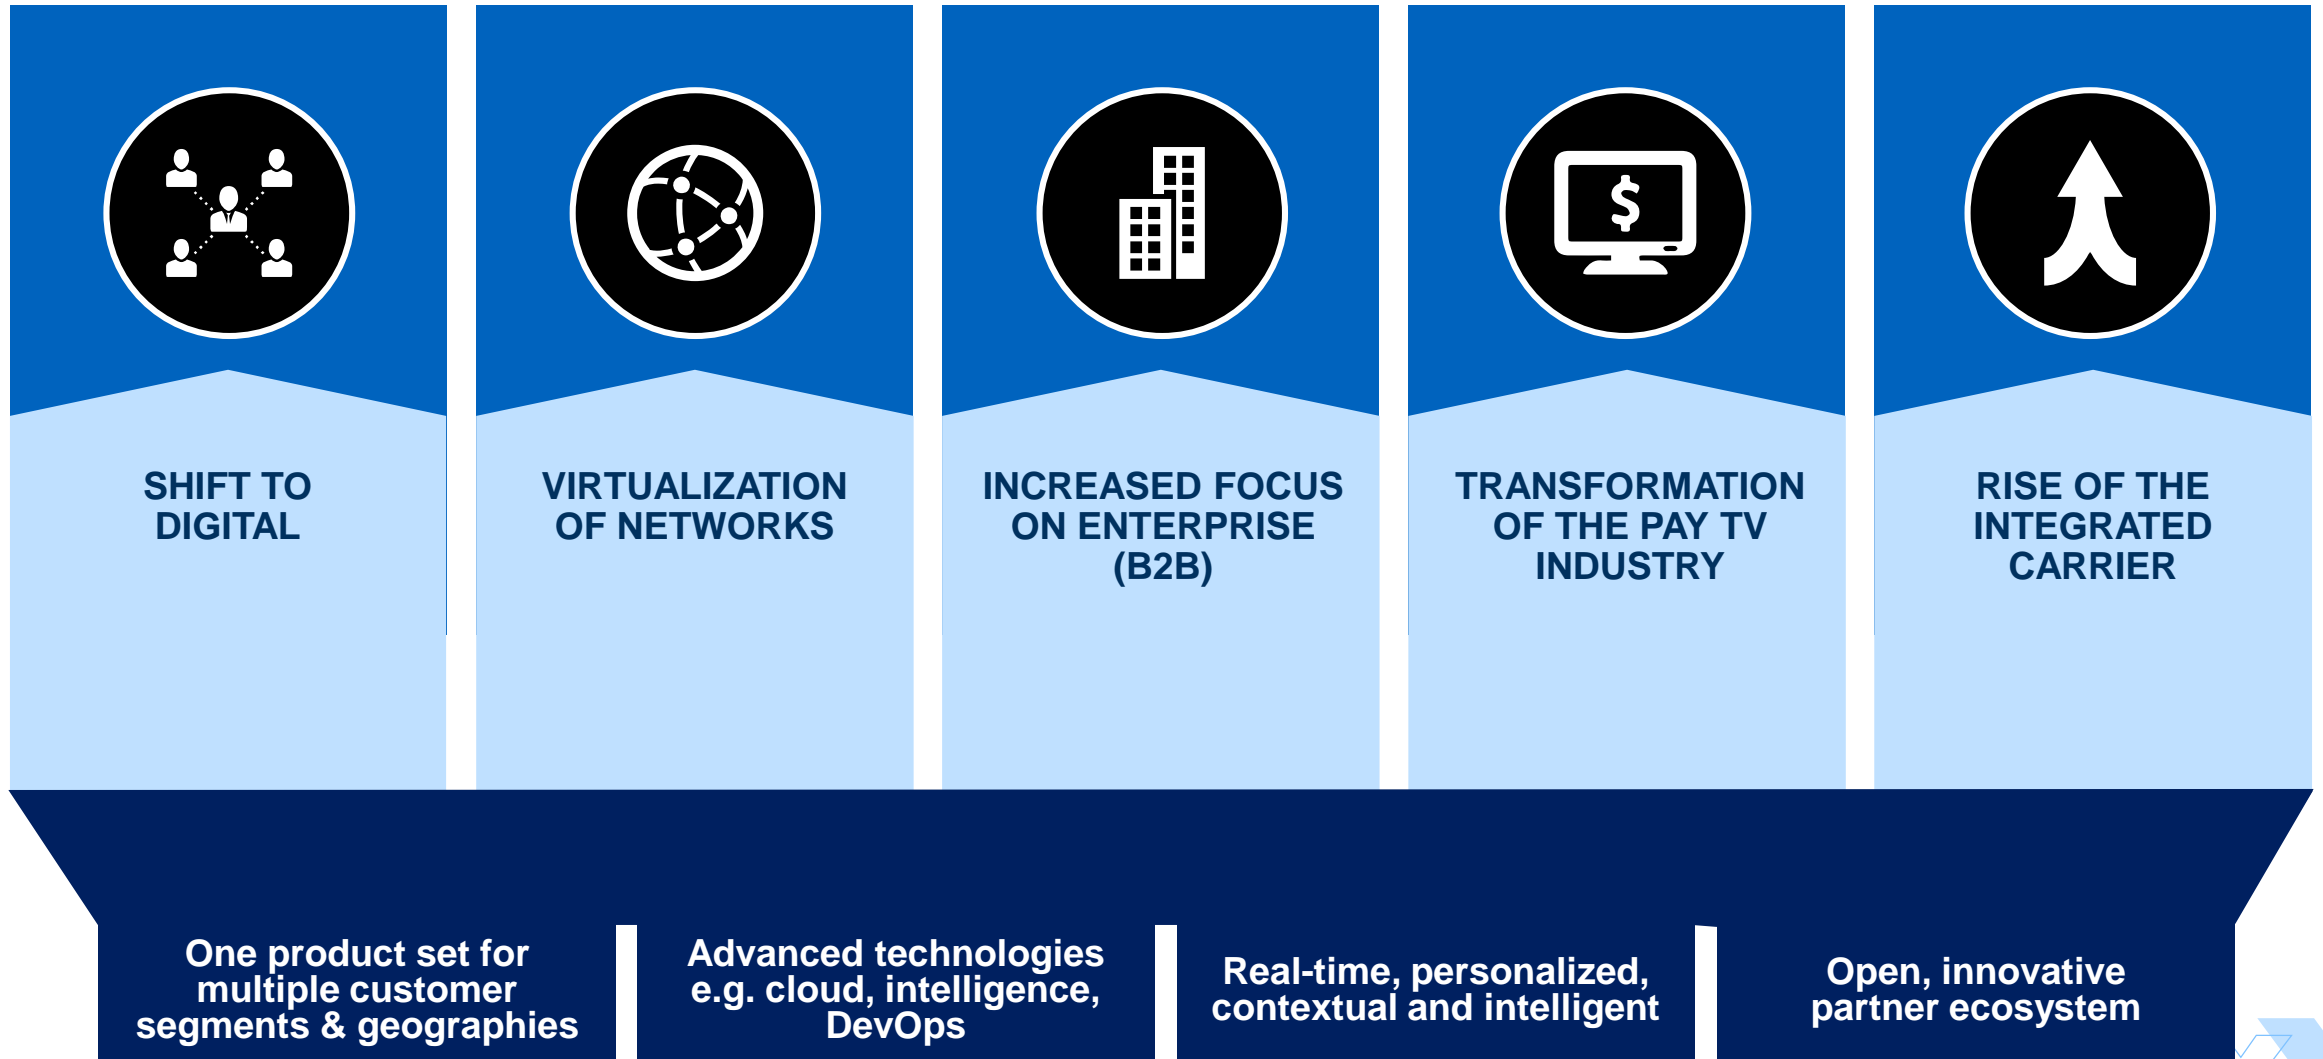 SHIFT TO
DIGITAL
VIRTUALIZATION
OF NETWORKS
INCREASED FOCUS
ON ENTERPRISE
(B2B)
TRANSFORMATION
OF THE PAY TV
INDUSTRY
RISE OF THE
INTEGRATED
CARRIER
One product set for
multiple customer
segments & geographies
Advanced technologies
e.g. cloud, intelligence,
DevOps
Real-time, personalized,
contextual and intelligent
Open, innovative
partner ecosystem
$